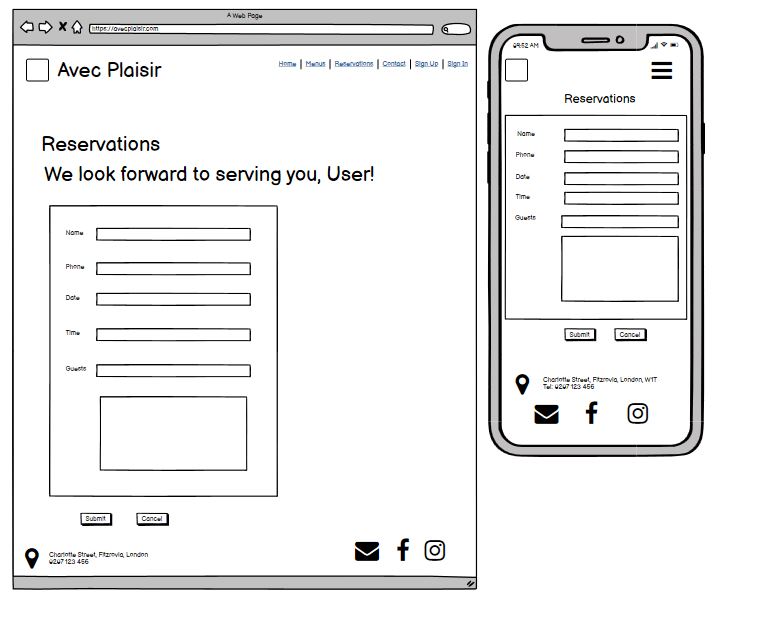 A Web Page
https://avecplaisir.com
Avec Plaisir
Home | Menus | Reservations | Contact | Sign Up | Sign In
Reservations
We look forward to serving you, User!
Name
Phone
Date
Time
Guests
Submit
Cancel
Charlotte Street, Fitzrovia, London
0207 123 456
09:52 AM
Reservations
Name
Phone
Date
Time
Guests
Submit
Cancel
Charlotte Street, Fitzrovia, London, W1T
Tel: 0207 123 456